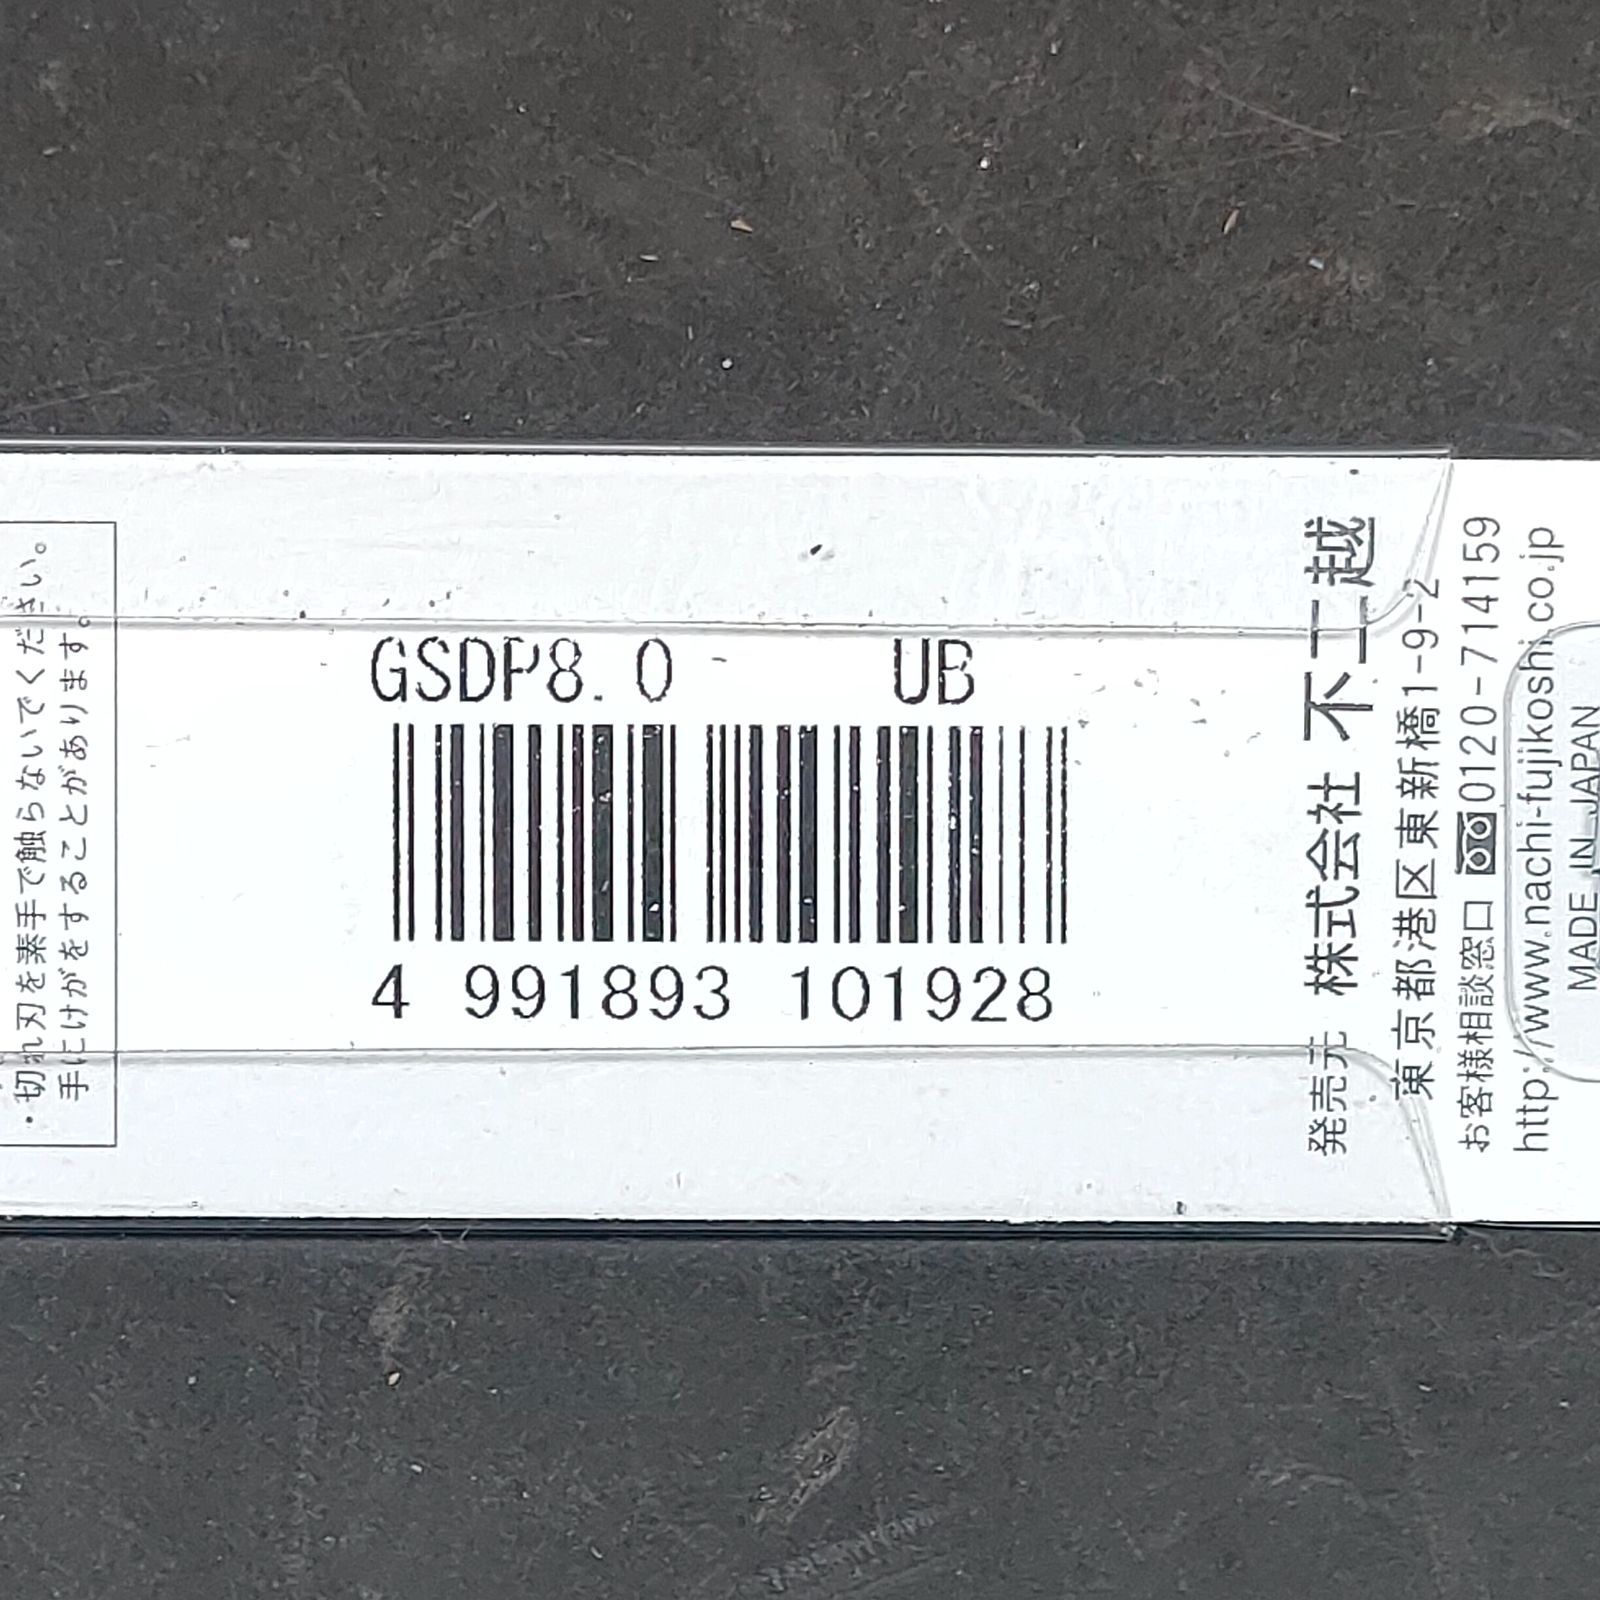 ・切れ刃を素手で触らないでください。
手にけがをすることがあります。
GSDP8.0 UB
4 991893 101928
発売元 株式会社 不二越
東京都港区東新橋1-9-2
お客様相談窓口 0120-714159
http://www.nachi-fujikoshi.co.jp
MADE IN JAPAN